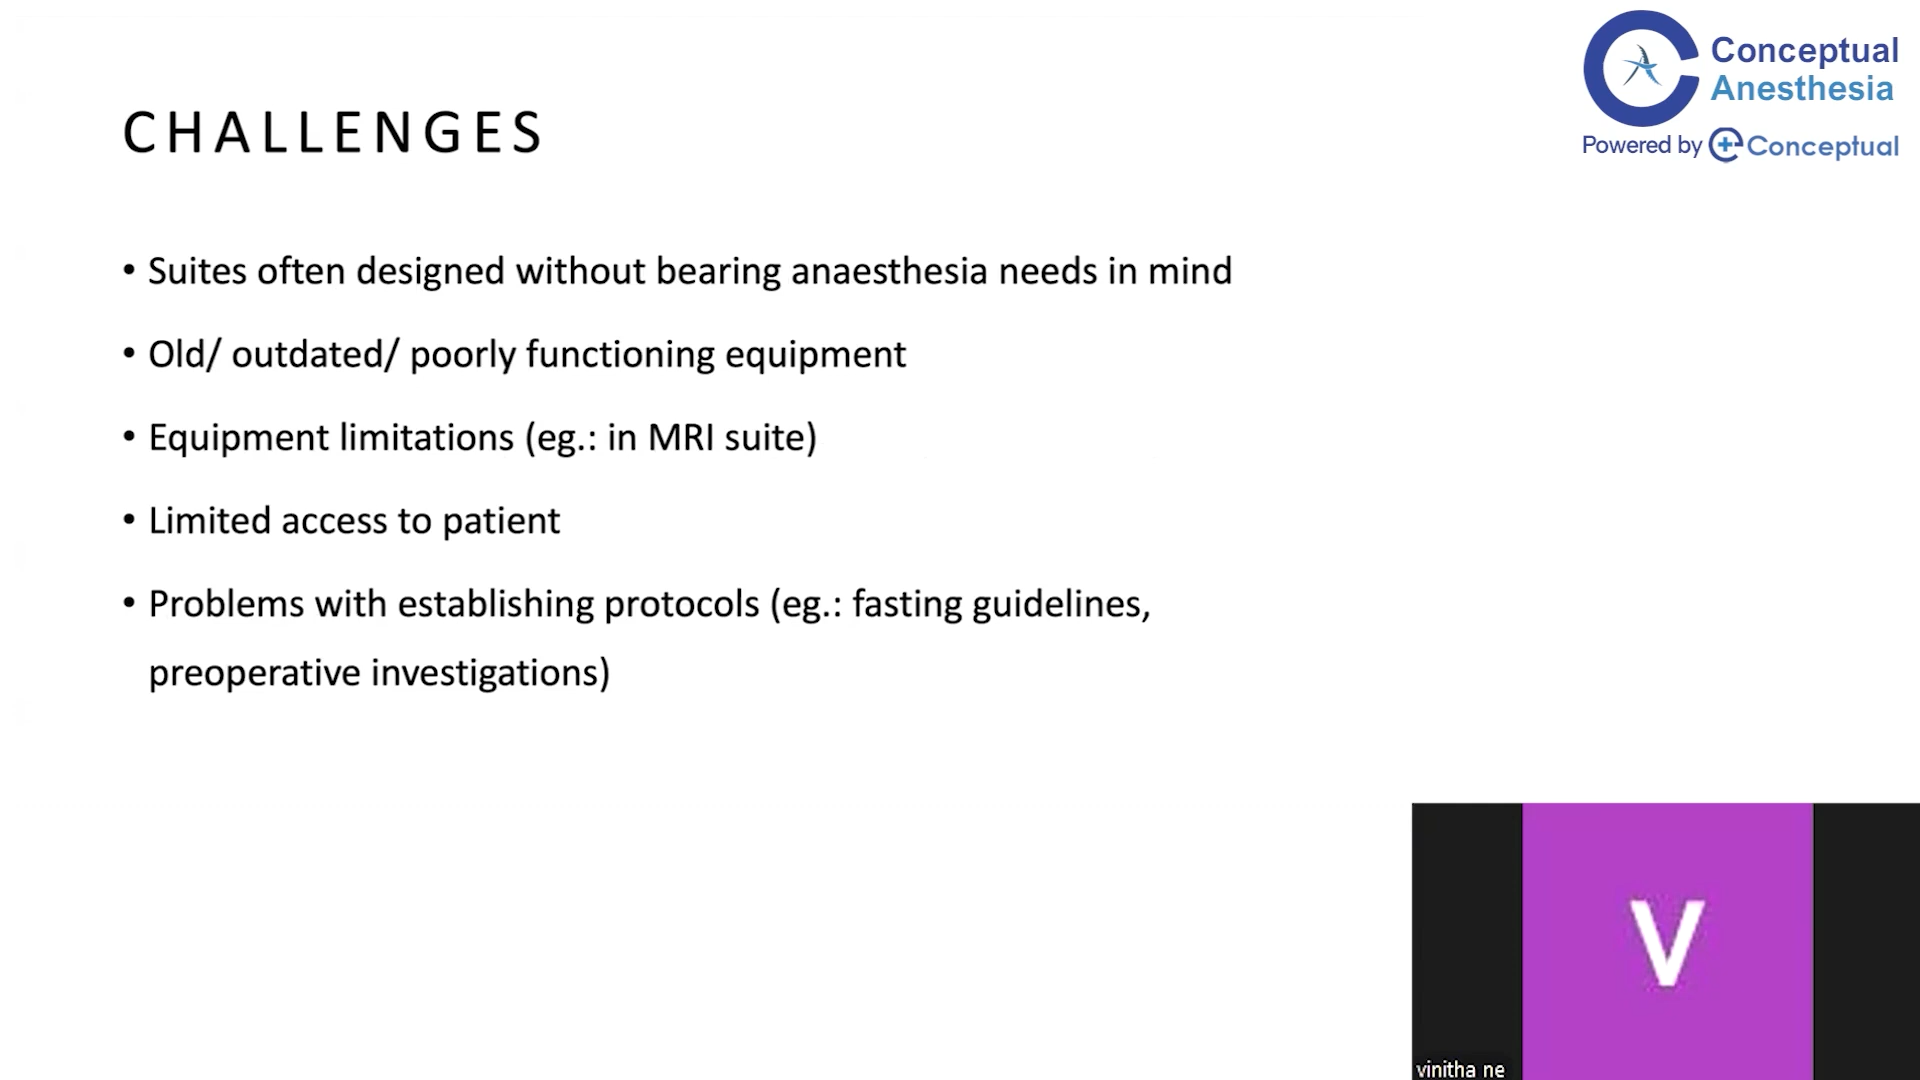 Conceptual
Anesthesia
Powered by Conceptual
CHALLENGES
• Suites often designed without bearing anaesthesia needs in mind
• Old/ outdated/ poorly functioning equipment
• Equipment limitations (eg.: in MRI suite)
• Limited access to patient
• Problems with establishing protocols (eg.: fasting guidelines,
preoperative investigations)
V
vinitha ne